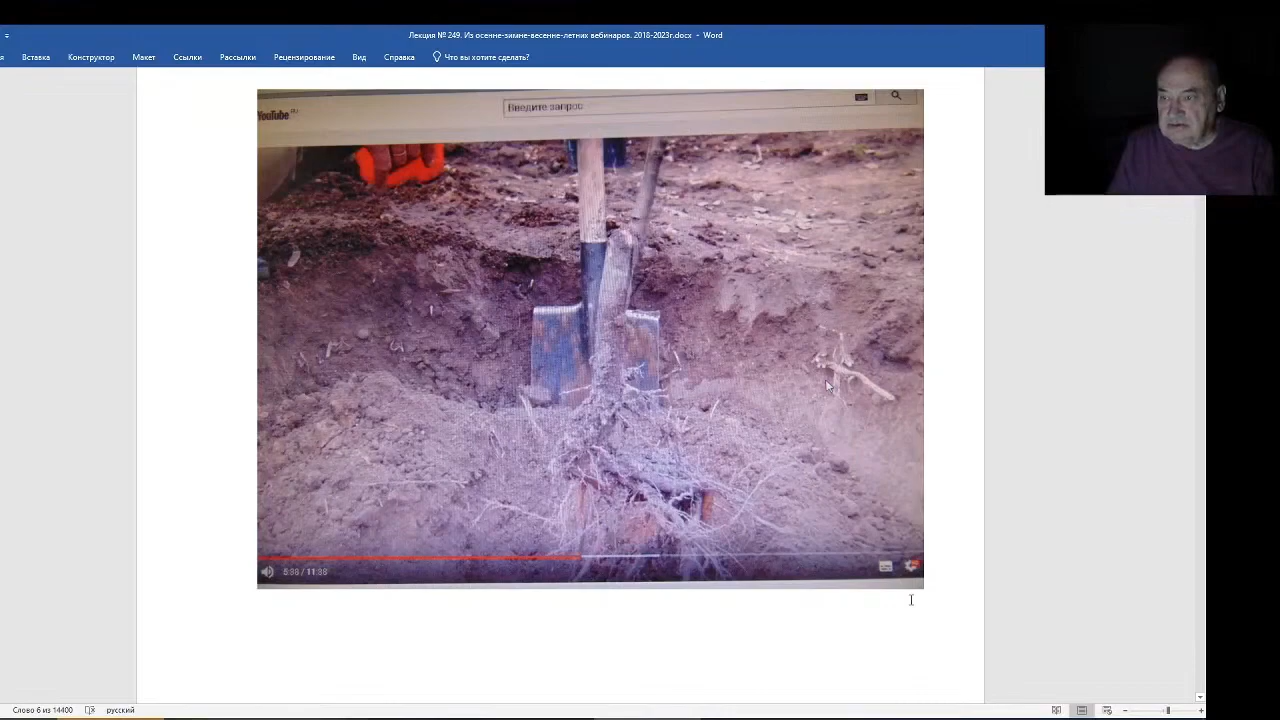 Лекция № 249. Из осенне-зимне-весенне-летних вебинаров. 2018-2023г.docx - Word
я Вставка Конструктор Макет Ссылки Рассылки Рецензирование Вид Справка Что вы хотите сделать?
YouTube RU Введите запрос
5:38 / 11:38
Слово 6 из 14400 русский